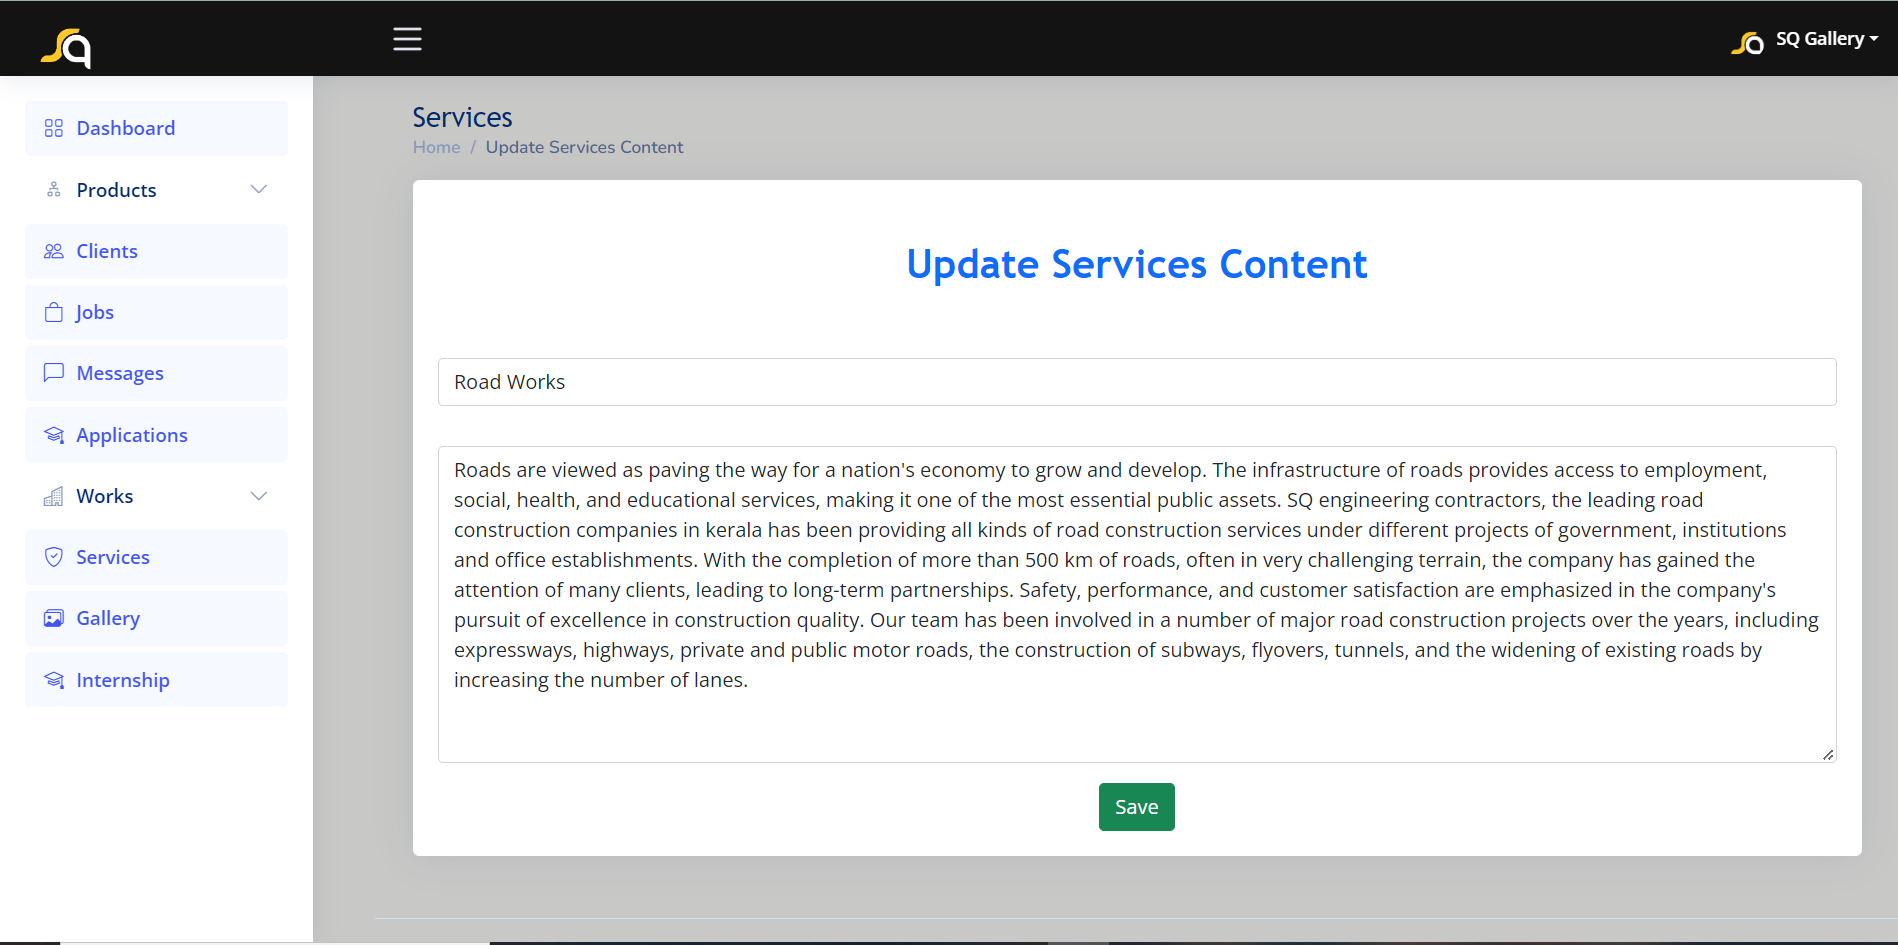 SQ
SQ Gallery
Dashboard
Products
Clients
Jobs
Messages
Applications
Works
Services
Gallery
Internship
Services
Home / Update Services Content
Update Services Content
Road Works
Roads are viewed as paving the way for a nation's economy to grow and develop. The infrastructure of roads provides access to employment,
social, health, and educational services, making it one of the most essential public assets. SQ engineering contractors, the leading road
construction companies in kerala has been providing all kinds of road construction services under different projects of government, institutions
and office establishments. With the completion of more than 500 km of roads, often in very challenging terrain, the company has gained the
attention of many clients, leading to long-term partnerships. Safety, performance, and customer satisfaction are emphasized in the company's
pursuit of excellence in construction quality. Our team has been involved in a number of major road construction projects over the years, including
expressways, highways, private and public motor roads, the construction of subways, flyovers, tunnels, and the widening of existing roads by
increasing the number of lanes.
Save